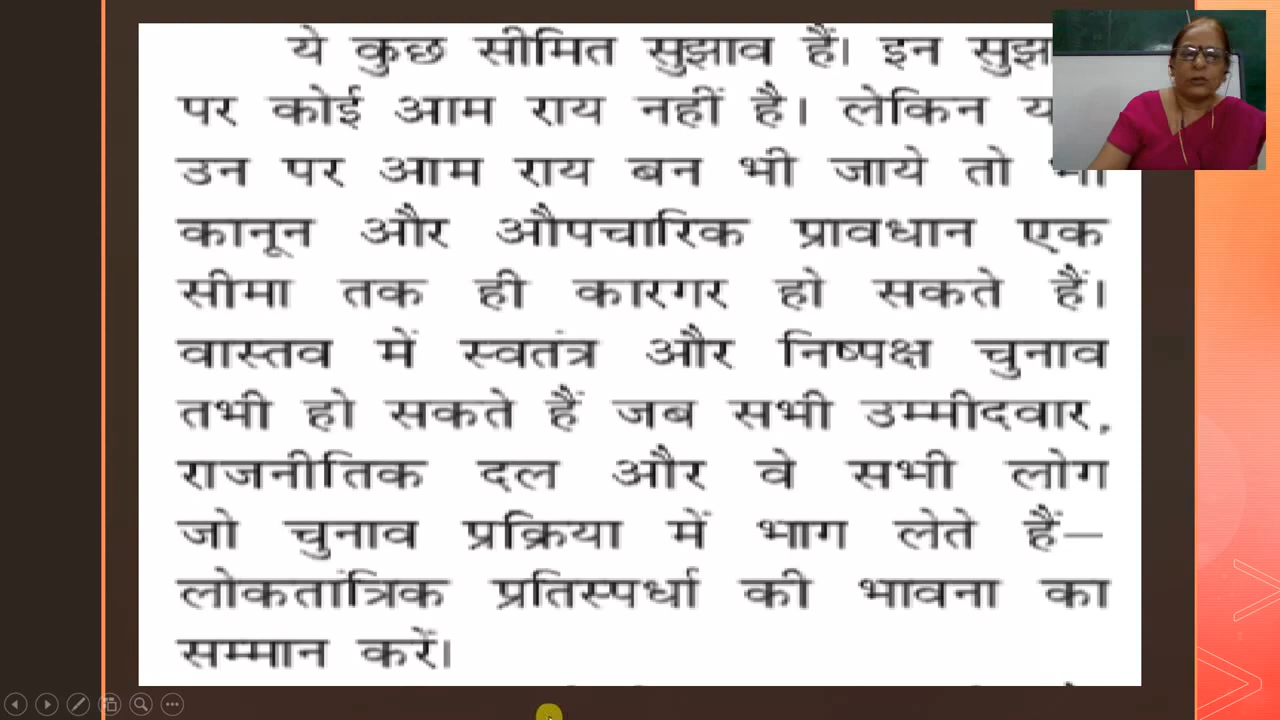 ये कुछ सीमित सुझाव हैं। इन
पर कोई आम राय नहीं है। लेकिन
उन पर आम राय बन भी जाये तो
कानून और औपचारिक प्रावधान एक
सीमा तक ही कारगर हो सकते हैं।
वास्तव में स्वतंत्र और निष्पक्ष चुनाव
तभी हो सकते हैं जब सभी उम्मीदवार,
राजनीतिक दल और वे सभी लोग
जो चुनाव प्रक्रिया में भाग लेते हैं—
लोकतांत्रिक प्रतिस्पर्धा की भावना का
सम्मान करें।